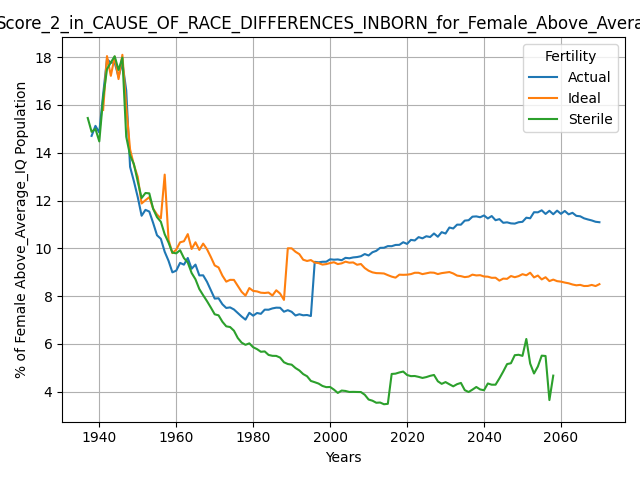 Score_2_in_CAUSE_OF_RACE_DIFFERENCES_INBORN_for_Female_Above_Avera
% of Female Above_Average_IQ Population
18
16
14
12
10
8
6
4
Fertility
Actual
Ideal
Sterile
1940 1960 1980 2000 2020 2040 2060
Years